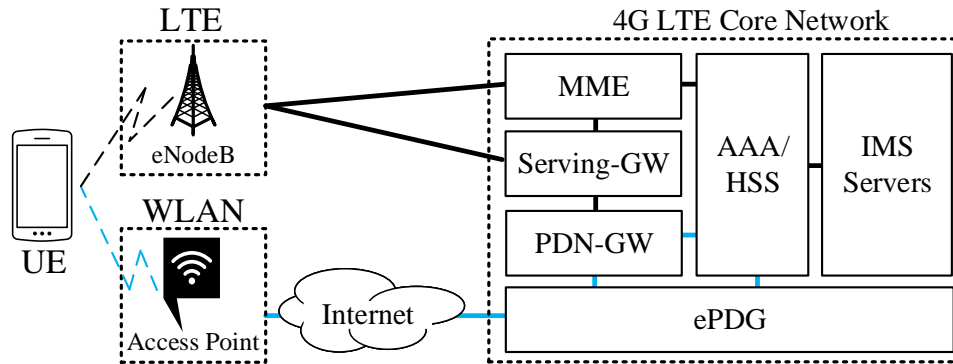 LTE
4G LTE Core Network
eNodeB
MME
Serving-GW
PDN-GW
AAA/
HSS
IMS
Servers
UE
WLAN
Access Point
Internet
ePDG